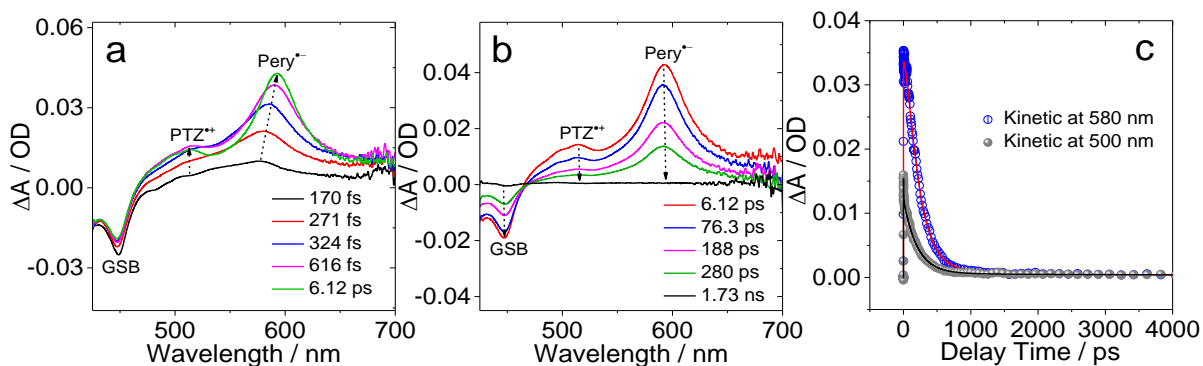 a
ΔA / OD
0.06
0.03
0.00
-0.03
PTZ•+
Pery•−
GSB
170 fs
271 fs
324 fs
616 fs
6.12 ps
500
600
700
Wavelength / nm
b
ΔA / OD
0.04
0.02
0.00
-0.02
-0.04
PTZ•+
Pery•−
GSB
6.12 ps
76.3 ps
188 ps
280 ps
1.73 ns
500
600
700
Wavelength / nm
c
ΔA / OD
0.04
0.03
0.02
0.01
0.00
Kinetic at 580 nm
Kinetic at 500 nm
0
1000
2000
3000
4000
Delay Time / ps